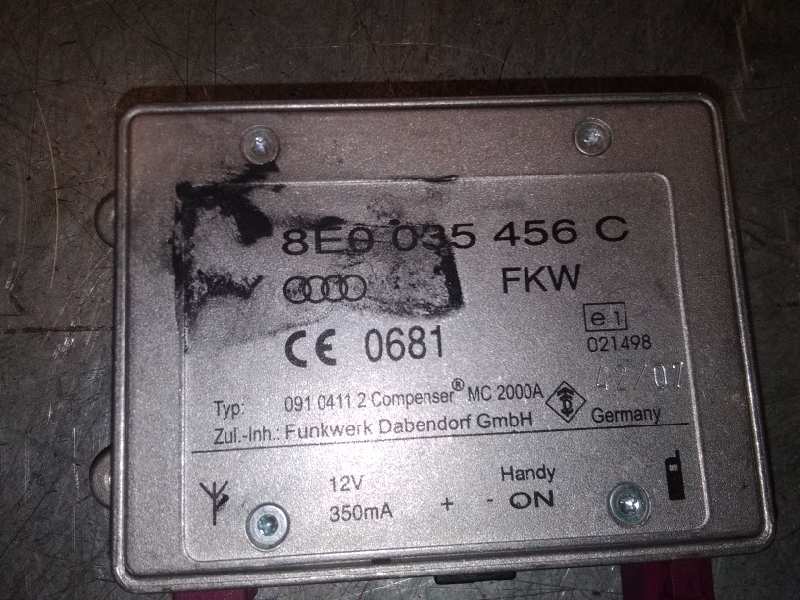 8E0 035 456 C
FKW
CE 0681
e1
021498
42/07
Typ: 091 0411 2 Compenser® MC 2000A
Zul.-Inh.: Funkwerk Dabendorf GmbH Germany
12V Handy
350mA + - ON